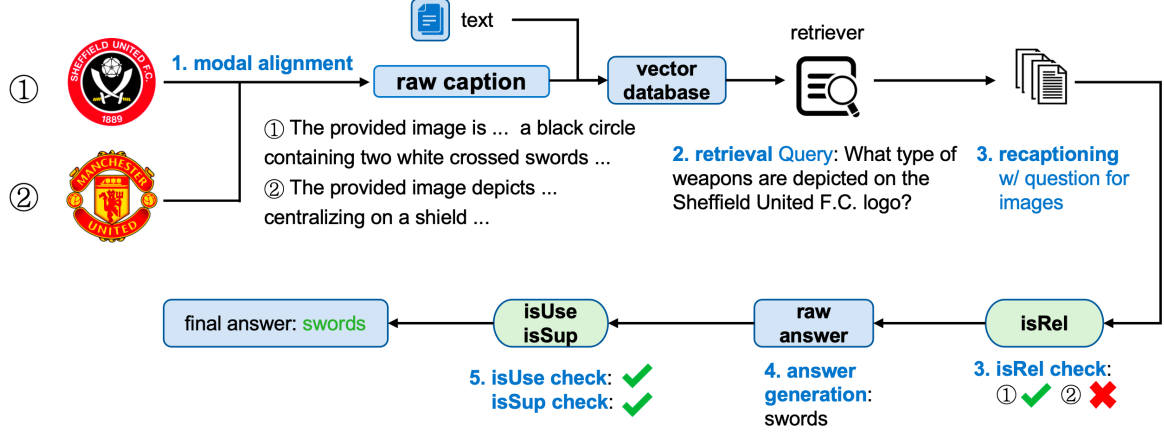 text
retriever
①
SHEFFIELD UNITED F.C.
1889
1. modal alignment
raw caption
vector
database
① The provided image is ... a black circle
containing two white crossed swords ...
② The provided image depicts ...
centralizing on a shield ...
②
MANCHESTER
UNITED
2. retrieval Query: What type of
weapons are depicted on the
Sheffield United F.C. logo?
3. recaptioning
w/ question for
images
final answer: swords
isUse
isSup
raw
answer
isRel
5. isUse check: ✔
isSup check: ✔
4. answer
generation:
swords
3. isRel check:
① ✔ ② ✖